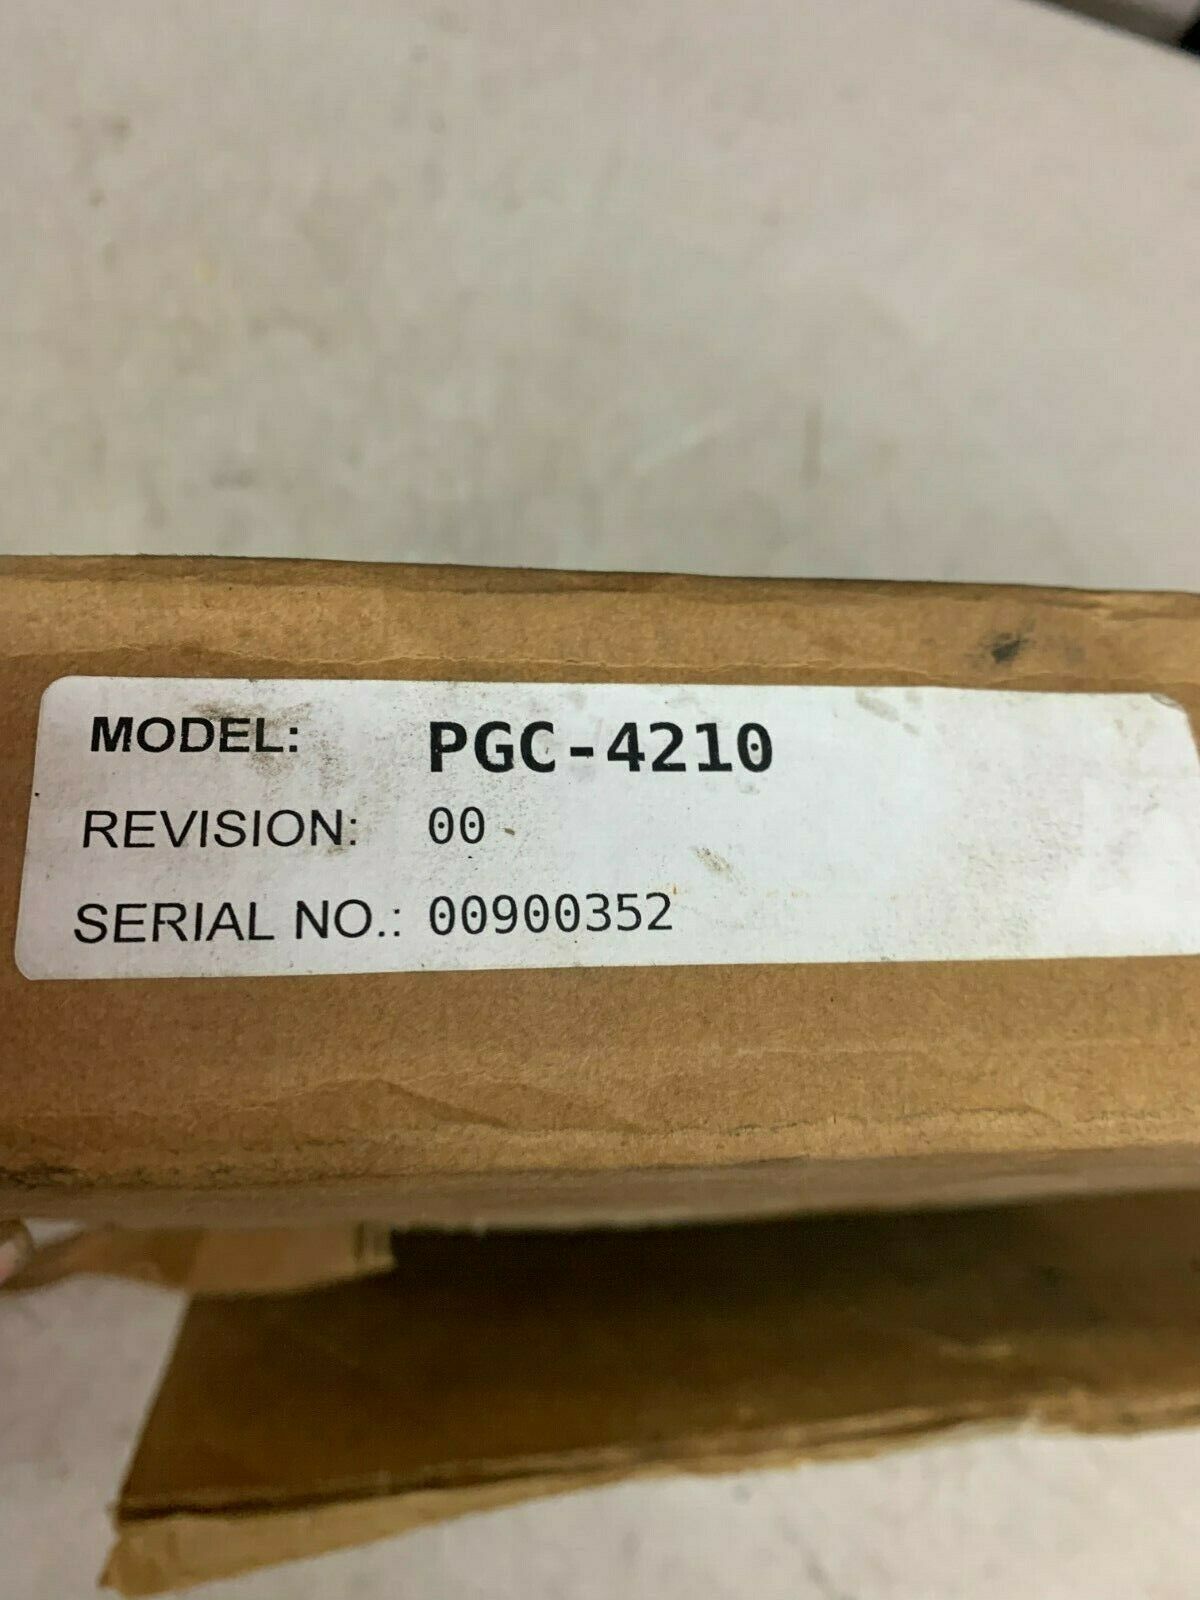 MODEL: PGC-4210
REVISION: 00
SERIAL NO.: 00900352